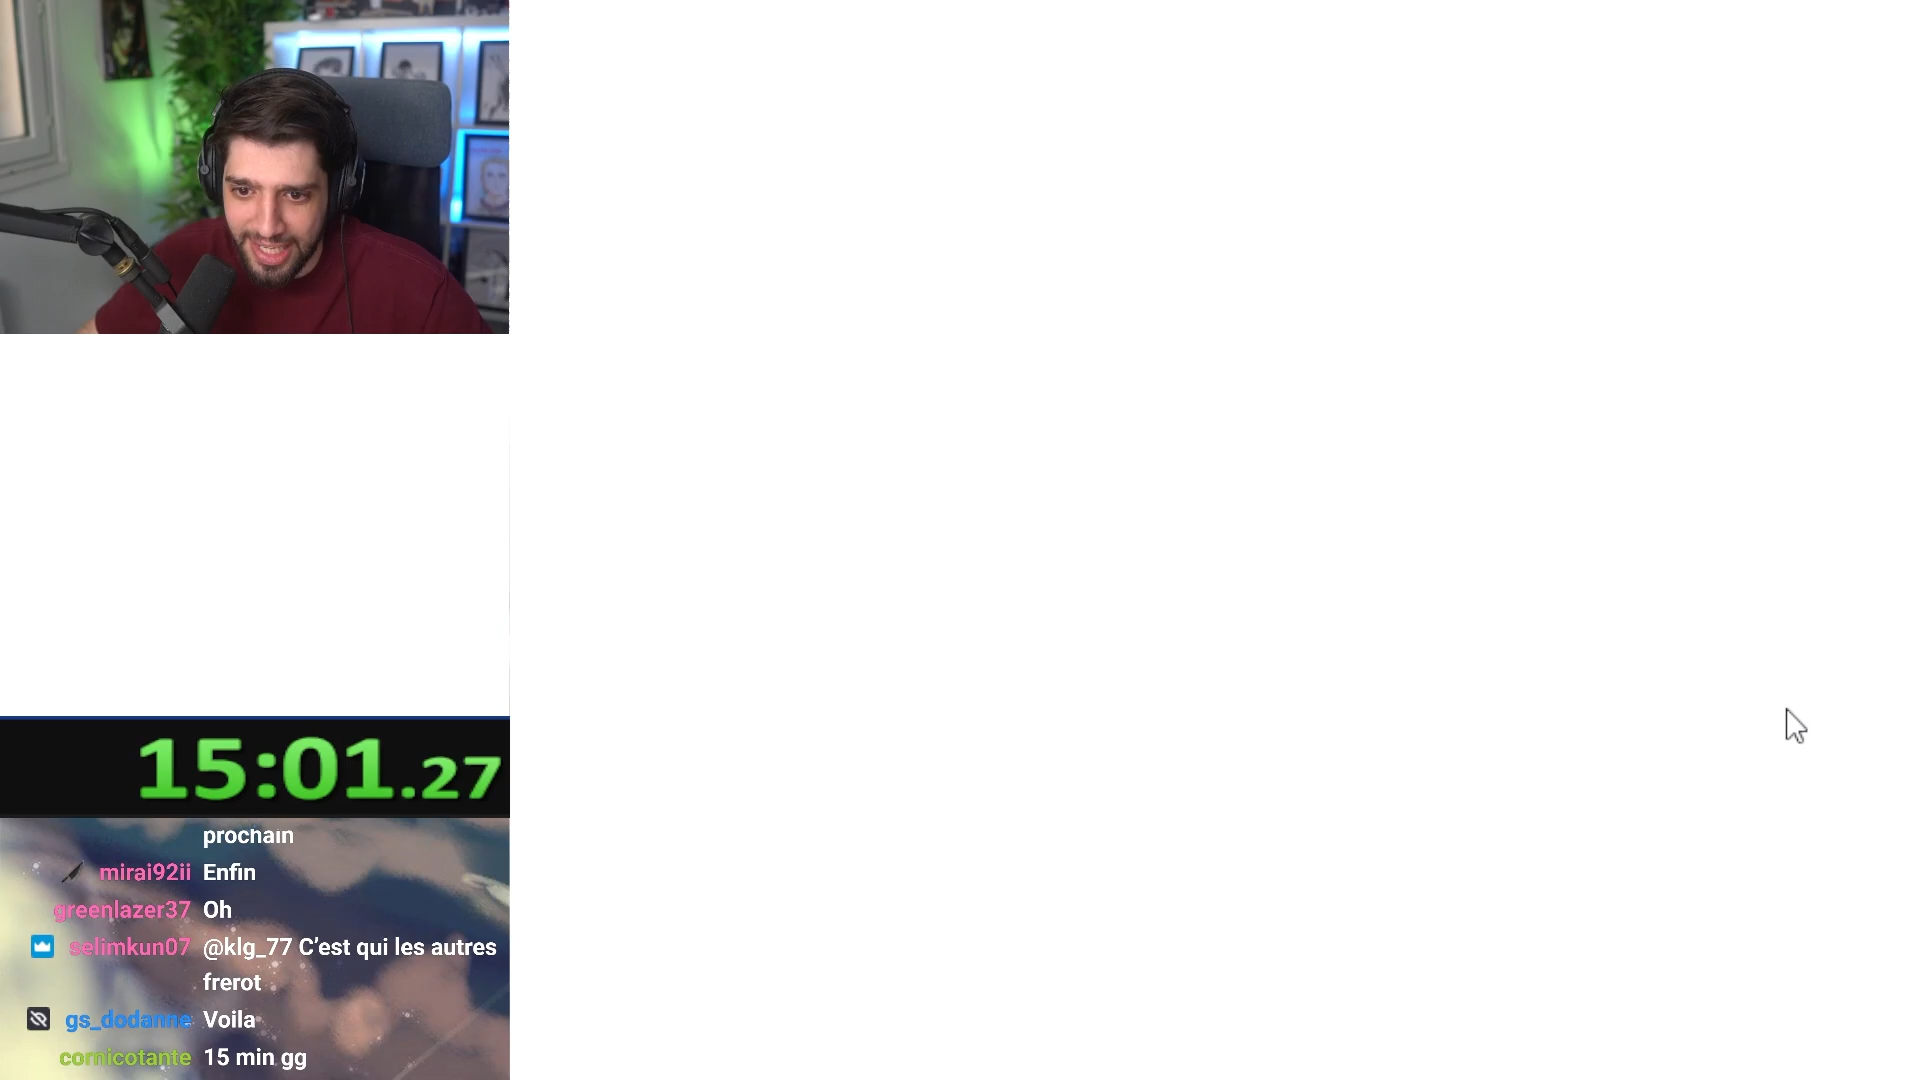 15:01.27
prochain
mirai92ii Enfin
greenlazer37 Oh
selimkun07 @klg_77 C’est qui les autres
frerot
gs_dodanne Voila
cornicotante 15 min gg